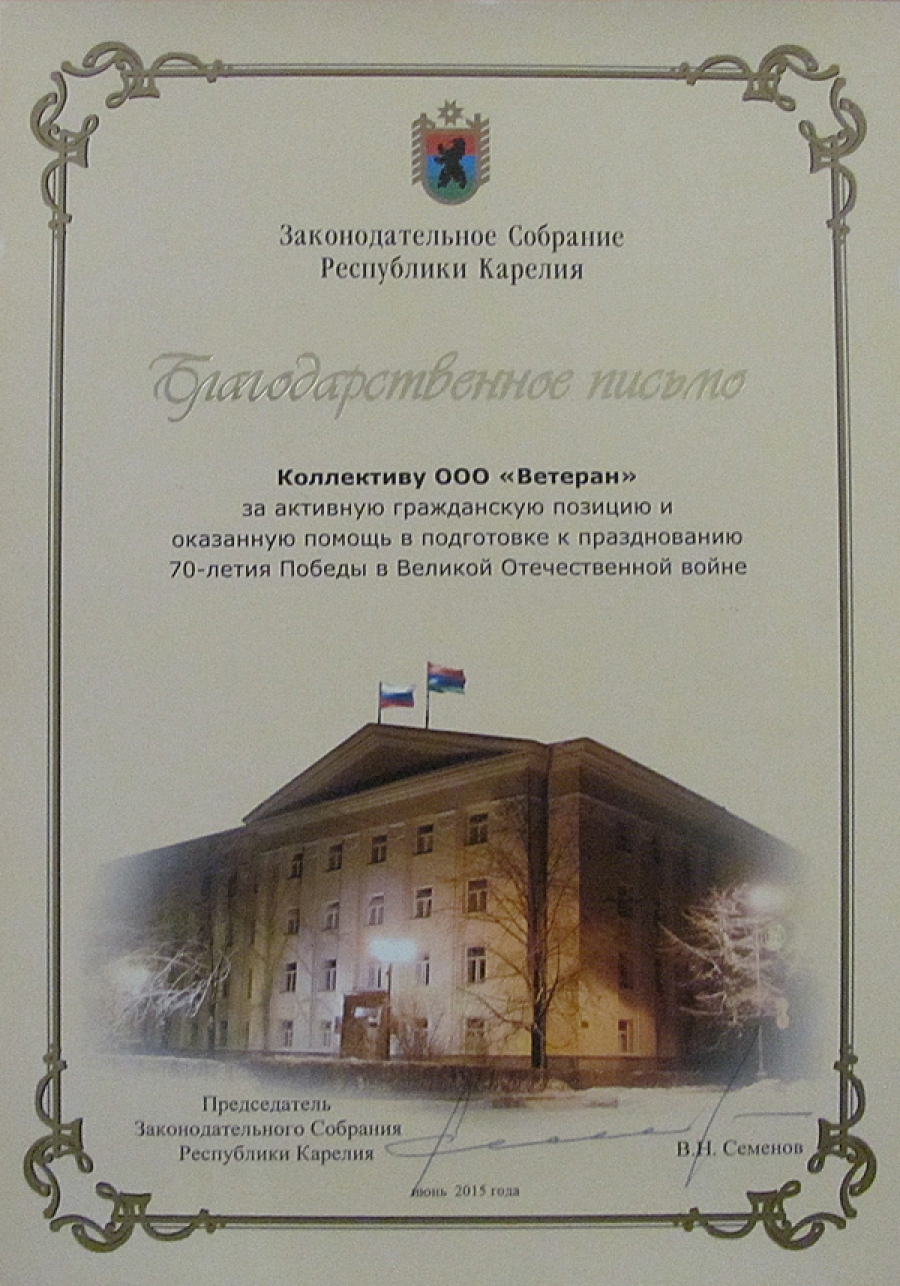 Законодательное Собрание
Республики Карелия
Благодарственное письмо
Коллективу ООО «Ветеран»
за активную гражданскую позицию и
оказанную помощь в подготовке к празднованию
70-летия Победы в Великой Отечественной войне
Председатель
Законодательного Собрания
Республики Карелия
В.Н. Семенов
июнь 2015 года